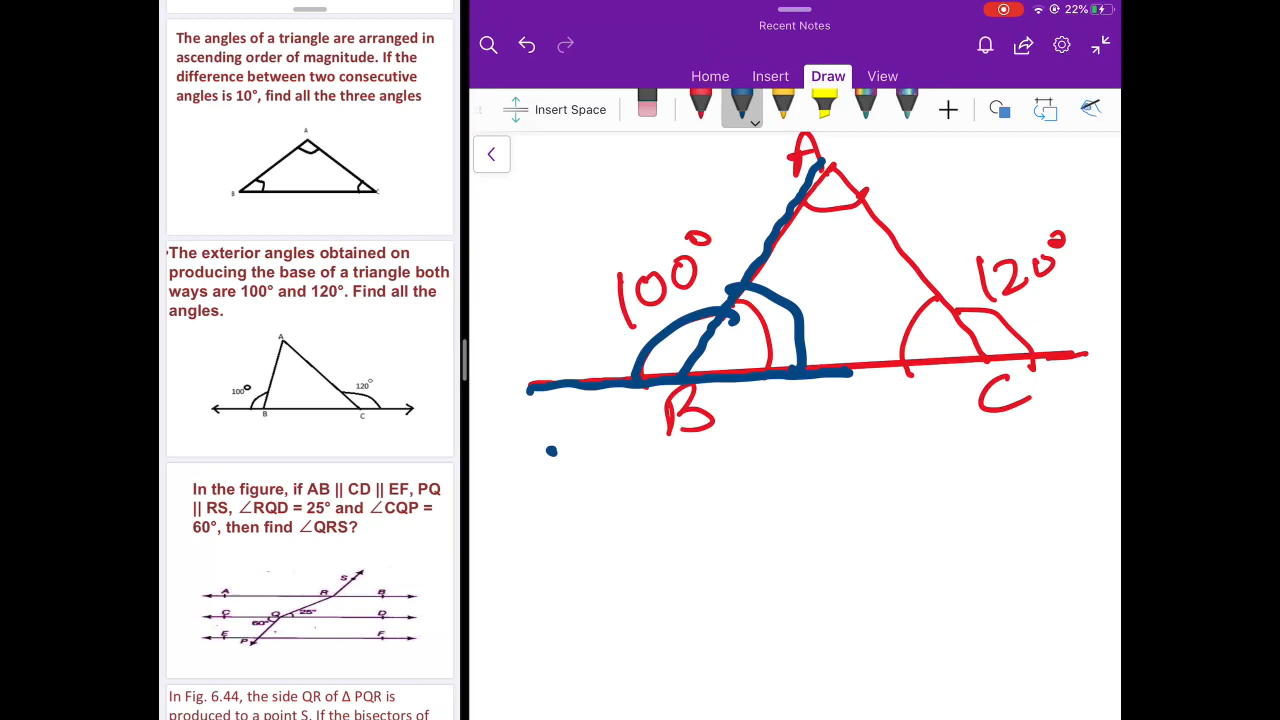 The angles of a triangle are arranged in
ascending order of magnitude. If the
difference between two consecutive
angles is 10°, find all the three angles
A
B
C
The exterior angles obtained on
producing the base of a triangle both
ways are 100° and 120°. Find all the
angles.
A
100°
120°
B
C
In the figure, if AB || CD || EF, PQ
|| RS, ∠RQD = 25° and ∠CQP =
60°, then find ∠QRS?
S
A
R
B
C
Q
25°
D
60°
E
P
F
In Fig. 6.44, the side QR of Δ PQR is
produced to a point S. If the bisectors of
22%
Recent Notes
Home Insert Draw View
Insert Space
A
100°
120°
B
C